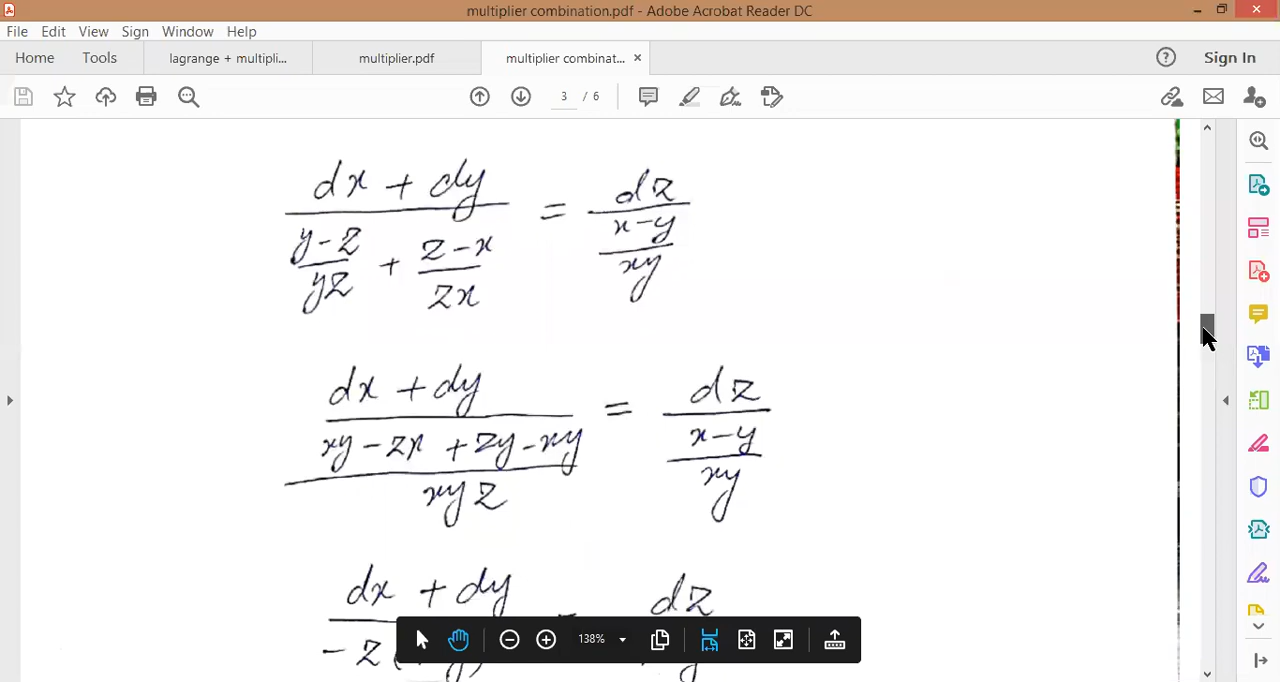 multiplier combination.pdf - Adobe Acrobat Reader DC
File Edit View Sign Window Help
Home Tools lagrange + multipli... multiplier.pdf multiplier combinat... × ? Sign In
3 / 6
dx + dy / (y-z / yz + z-x / zx) = dz / (x-y / xy)
dx + dy / (xy - zx + zy - xy / xyz) = dz / (x-y / xy)
dx + dy = dz
- z
138%